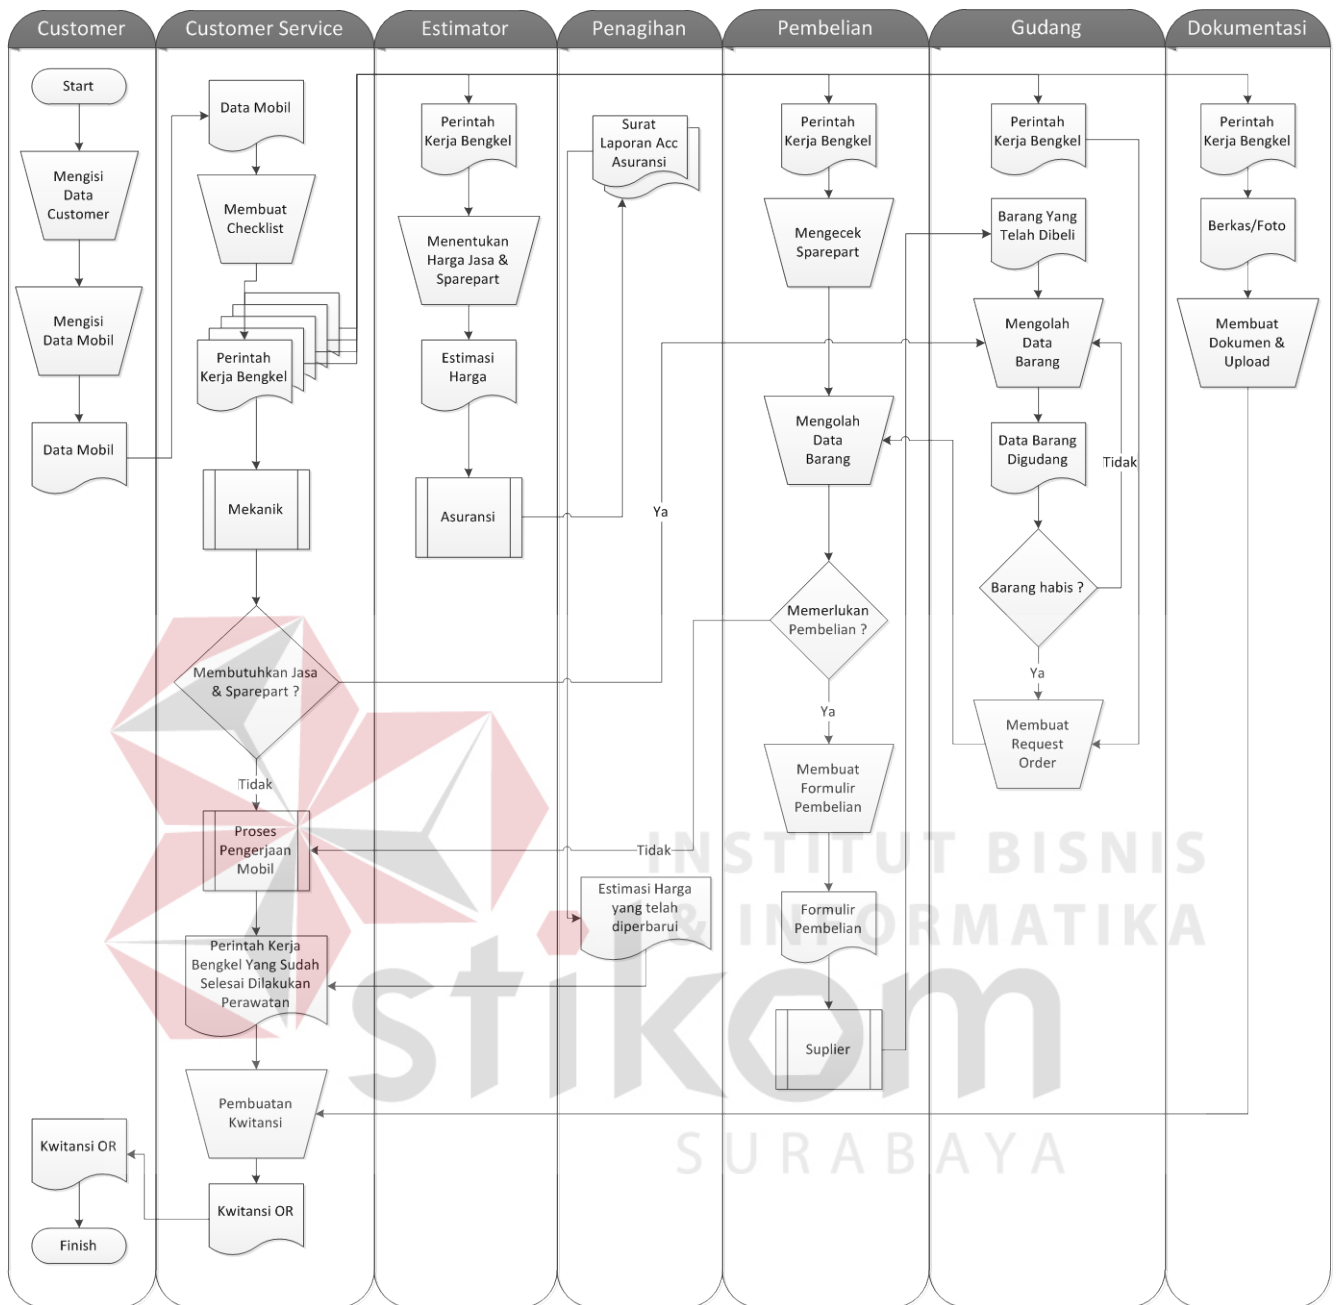 Customer
Customer Service
Estimator
Penagihan
Pembelian
Gudang
Dokumentasi
Start
Mengisi
Data
Customer
Mengisi
Data Mobil
Data Mobil
Kwitansi OR
Finish
Data Mobil
Membuat
Checklist
Perintah
Kerja Bengkel
Mekanik
Membutuhkan Jasa
& Sparepart ?
Tidak
Proses
Pengerjaan
Mobil
Perintah Kerja
Bengkel Yang Sudah
Selesai Dilakukan
Perawatan
Pembuatan
Kwitansi
Kwitansi OR
Perintah
Kerja Bengkel
Menentukan
Harga Jasa &
Sparepart
Estimasi
Harga
Asuransi
Surat
Laporan Acc
Asuransi
Ya
Tidak
Estimasi Harga
yang telah
diperbarui
Perintah
Kerja Bengkel
Mengecek
Sparepart
Mengolah
Data
Barang
Memerlukan
Pembelian ?
Ya
Membuat
Formulir
Pembelian
Formulir
Pembelian
Suplier
Perintah
Kerja Bengkel
Barang Yang
Telah Dibeli
Mengolah
Data
Barang
Data Barang
Digudang
Tidak
Barang habis ?
Ya
Membuat
Request
Order
Perintah
Kerja Bengkel
Berkas/Foto
Membuat
Dokumen &
Upload
INSTITUT BISNIS
& INFORMATIKA
stikom
SURABAYA